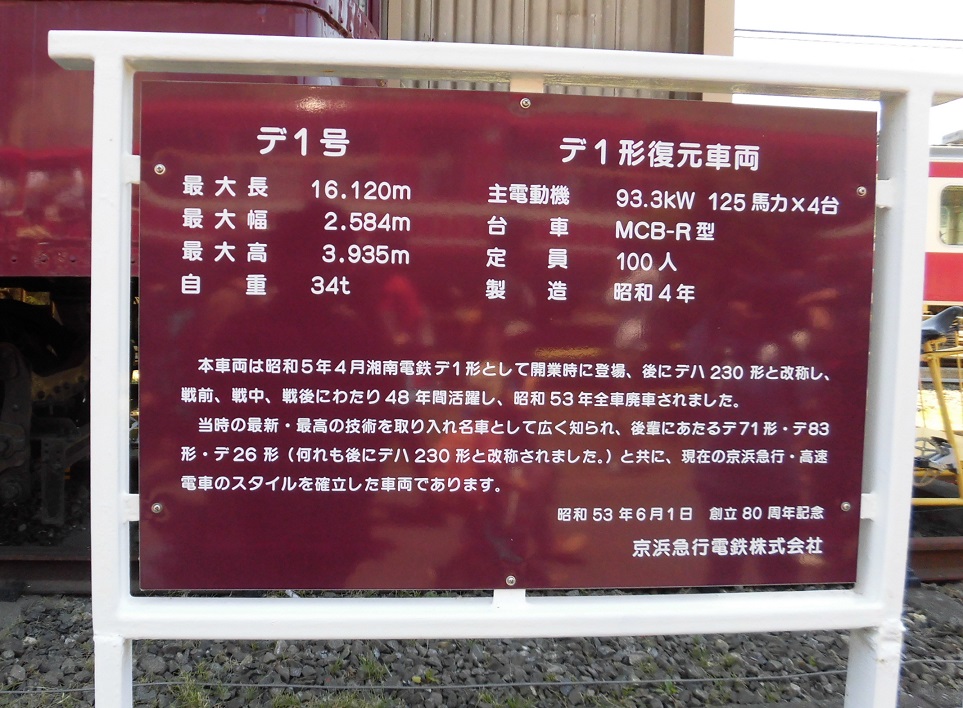 デ1号
最大長 16.120m
最大幅 2.584m
最大高 3.935m
自重 34t
デ1形復元車両
主電動機 93.3kW 125馬力×4台
台車 MCB-R型
定員 100人
製造 昭和4年
本車両は昭和5年4月湘南電鉄デ1形として開業時に登場、後にデハ230形と改称し、
戦前、戦中、戦後にわたり48年間活躍し、昭和53年全車廃車されました。
当時の最新・最高の技術を取り入れ名車として広く知られ、後輩にあたるデ71形・デ83
形・デ26形（何れも後にデハ230形と改称されました。）と共に、現在の京浜急行・高速
電車のスタイルを確立した車両であります。
昭和53年6月1日 創立80周年記念
京浜急行電鉄株式会社